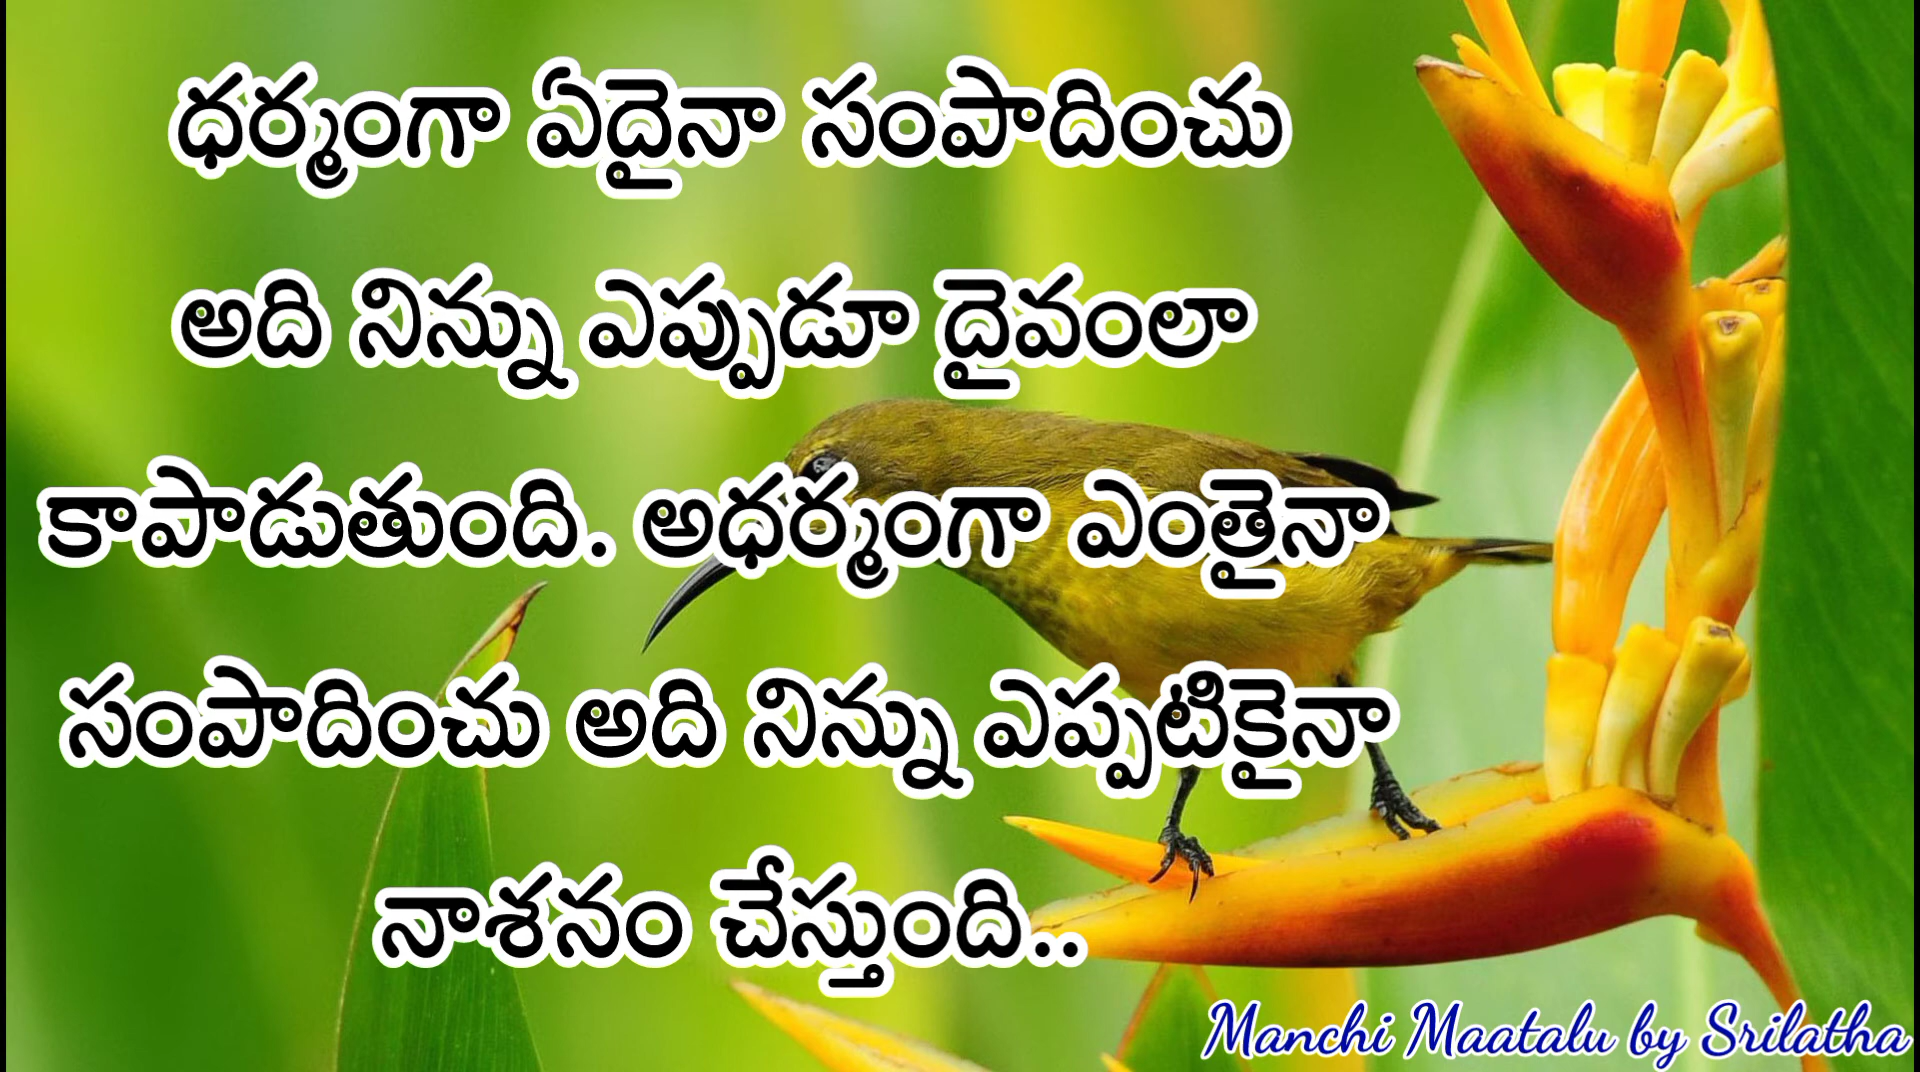 ధర్మంగా ఏదైనా సంపాదించు
అది నిన్ను ఎప్పుడూ దైవంలా
కాపాడుతుంది. అధర్మంగా ఎంతైనా
సంపాదించు అది నిన్ను ఎప్పటికైనా
నాశనం చేస్తుంది..
Manchi Maatalu by Srilatha